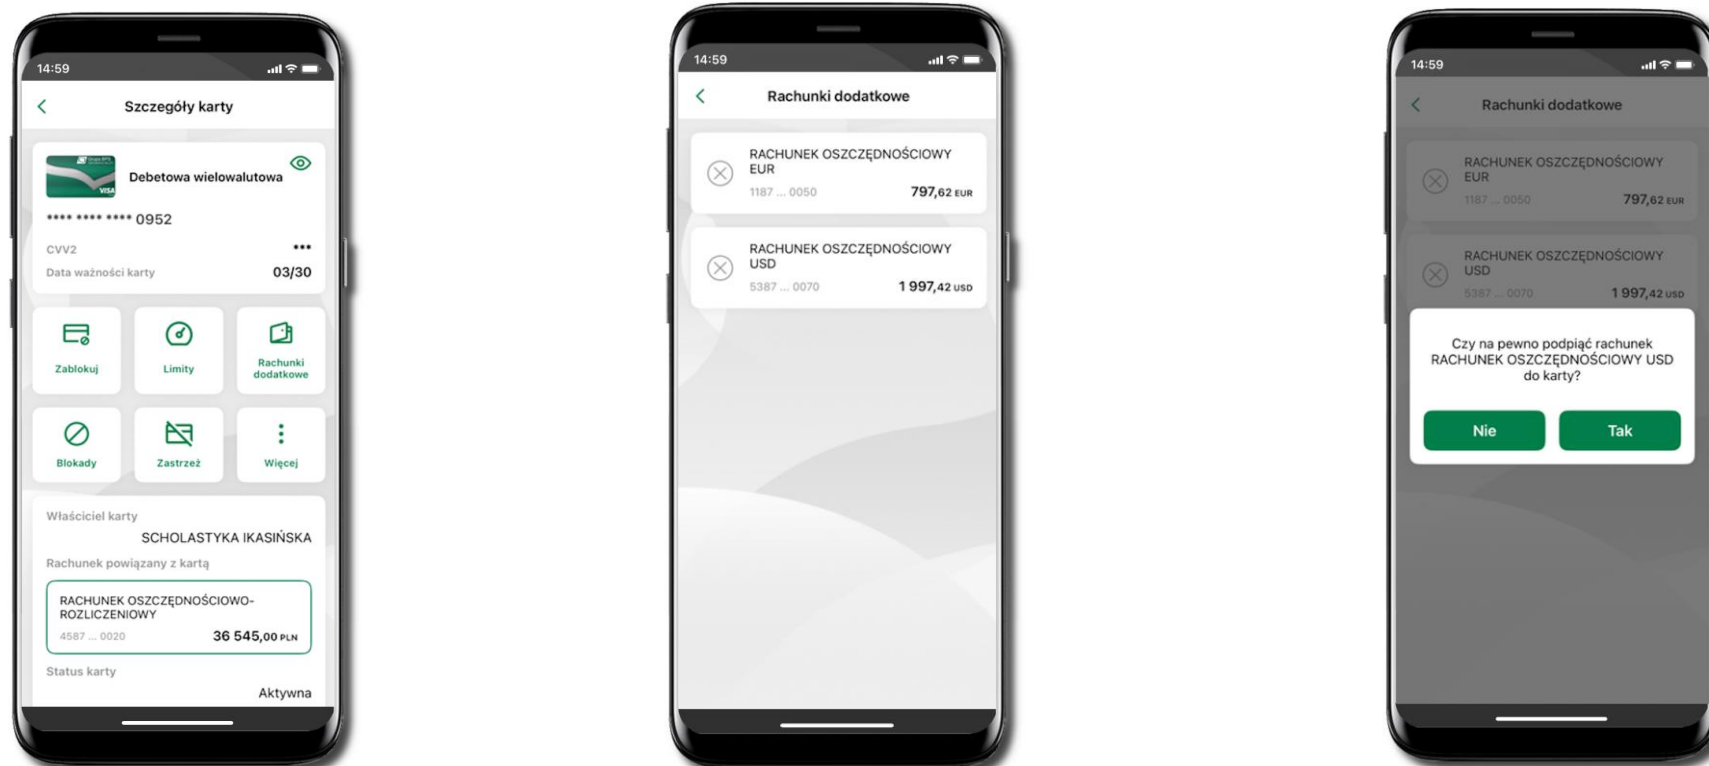 14:59
Szczegóły karty
Grupa BPS
VISA
Debetowa wielowalutowa
**** **** **** 0952
CVV2 •••
Data ważności karty 03/30
Zablokuj
Limity
Rachunki
dodatkowe
Blokady
Zastrzeż
Więcej
Właściciel karty
SCHOLASTYKA IKASIŃSKA
Rachunek powiązany z kartą
RACHUNEK OSZCZĘDNOŚCIOWO-
ROZLICZENIOWY
4587 ... 0020 36 545,00 PLN
Status karty
Aktywna
14:59
Rachunki dodatkowe
RACHUNEK OSZCZĘDNOŚCIOWY
EUR
1187 ... 0050 797,62 EUR
RACHUNEK OSZCZĘDNOŚCIOWY
USD
5387 ... 0070 1 997,42 USD
14:59
Rachunki dodatkowe
RACHUNEK OSZCZĘDNOŚCIOWY
EUR
1187 ... 0050 797,62 EUR
RACHUNEK OSZCZĘDNOŚCIOWY
USD
5387 ... 0070 1 997,42 USD
Czy na pewno podpiąć rachunek
RACHUNEK OSZCZĘDNOŚCIOWY USD
do karty?
Nie
Tak